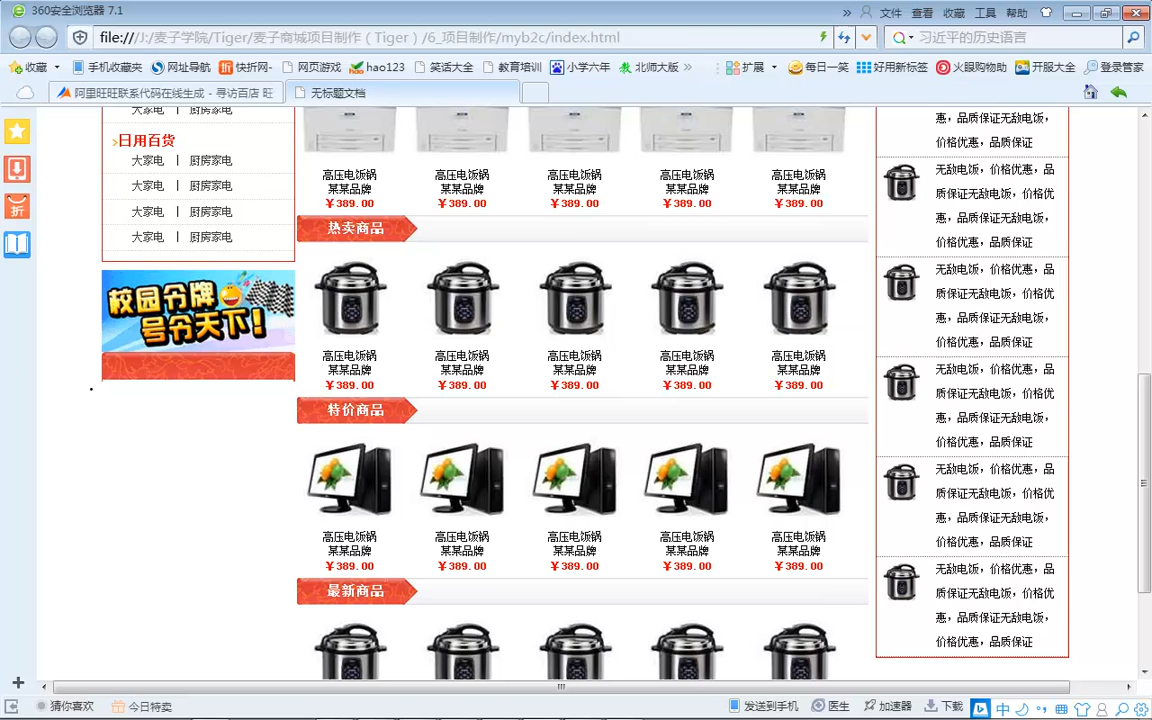 360安全浏览器 7.1
» 文件 查看 收藏 工具 帮助
file:///J:/麦子学院/Tiger/麦子商城项目制作（Tiger）/6_项目制作/myb2c/index.html
习近平的历史语言
收藏 手机收藏夹 网址导航 快折网- 网页游戏 hao123 笑话大全 教育培训 小学六年 北师大版 » 扩展 每日一笑 好用新标签 火眼购物助 开服大全 登录管家
阿里旺旺联系代码在线生成 - 寻访百店 旺
无标题文档
大家电 | 厨房家电
日用百货
大家电 | 厨房家电
大家电 | 厨房家电
大家电 | 厨房家电
大家电 | 厨房家电
校园令牌
号令天下!
高压电饭锅 高压电饭锅 高压电饭锅 高压电饭锅 高压电饭锅
某某品牌 某某品牌 某某品牌 某某品牌 某某品牌
￥389.00 ￥389.00 ￥389.00 ￥389.00 ￥389.00
热卖商品
高压电饭锅 高压电饭锅 高压电饭锅 高压电饭锅 高压电饭锅
某某品牌 某某品牌 某某品牌 某某品牌 某某品牌
￥389.00 ￥389.00 ￥389.00 ￥389.00 ￥389.00
特价商品
高压电饭锅 高压电饭锅 高压电饭锅 高压电饭锅 高压电饭锅
某某品牌 某某品牌 某某品牌 某某品牌 某某品牌
￥389.00 ￥389.00 ￥389.00 ￥389.00 ￥389.00
最新商品
惠，品质保证无敌电饭，
价格优惠，品质保证
无敌电饭，价格优惠，品
质保证无敌电饭，价格优
惠，品质保证无敌电饭，
价格优惠，品质保证
无敌电饭，价格优惠，品
质保证无敌电饭，价格优
惠，品质保证无敌电饭，
价格优惠，品质保证
无敌电饭，价格优惠，品
质保证无敌电饭，价格优
惠，品质保证无敌电饭，
价格优惠，品质保证
无敌电饭，价格优惠，品
质保证无敌电饭，价格优
惠，品质保证无敌电饭，
价格优惠，品质保证
无敌电饭，价格优惠，品
质保证无敌电饭，价格优
惠，品质保证无敌电饭，
价格优惠，品质保证
折
猜你喜欢 今日特卖
发送到手机 医生 加速器 下载 中